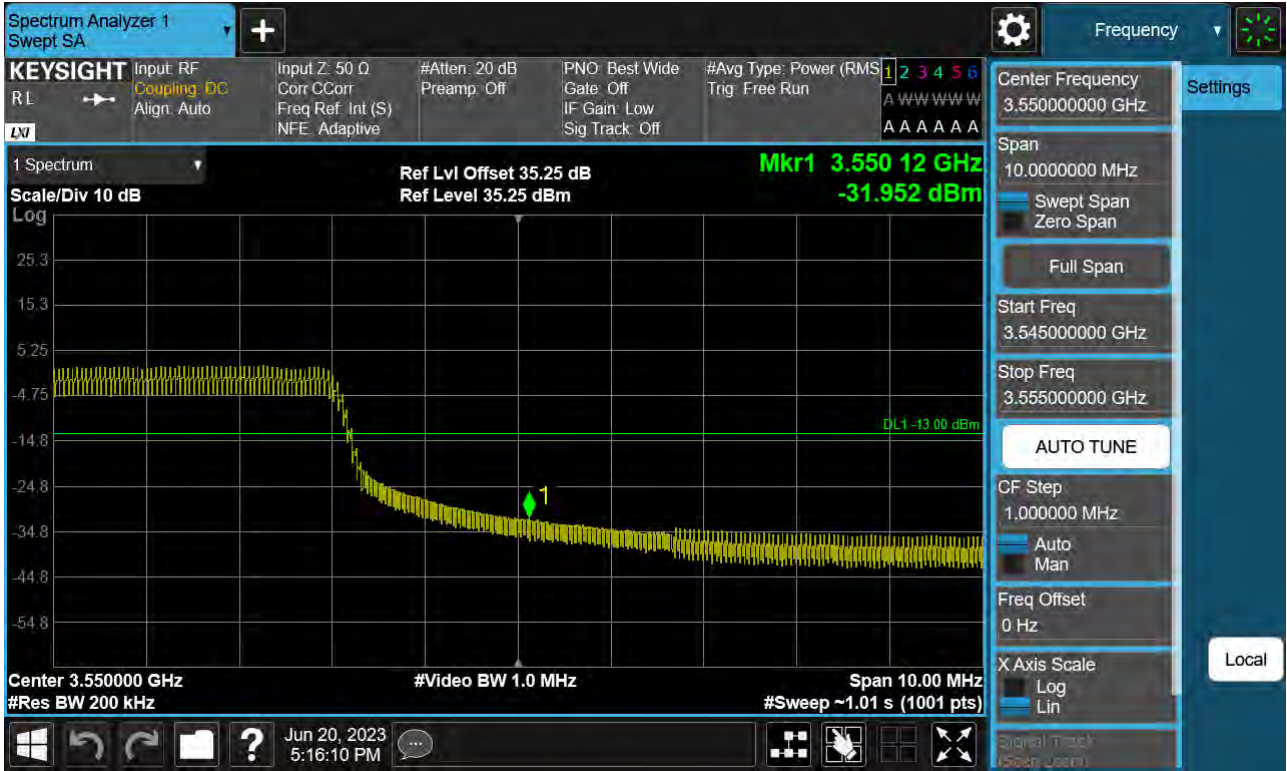 Spectrum Analyzer 1
Swept SA
+
Frequency
KEYSIGHT
R L
LXI
Input: RF
Coupling: DC
Align: Auto
Input Z: 50 Ω
Corr CCorr
Freq Ref: Int (S)
NFE: Adaptive
#Atten: 20 dB
Preamp: Off
PNO: Best Wide
Gate: Off
IF Gain: Low
Sig Track: Off
#Avg Type: Power (RMS
Trig: Free Run
1 2 3 4 5 6
A W W W W W
A A A A A A
1 Spectrum
Scale/Div 10 dB
Log
Ref Lvl Offset 35.25 dB
Ref Level 35.25 dBm
Mkr1 3.550 12 GHz
-31.952 dBm
25.3
15.3
5.25
-4.75
-14.8
-24.8
-34.8
-44.8
-54.8
DL1 -13.00 dBm
1
Center 3.550000 GHz
#Res BW 200 kHz
#Video BW 1.0 MHz
Span 10.00 MHz
#Sweep ~1.01 s (1001 pts)
Center Frequency
3.550000000 GHz
Settings
Span
10.0000000 MHz
Swept Span
Zero Span
Full Span
Start Freq
3.545000000 GHz
Stop Freq
3.555000000 GHz
AUTO TUNE
CF Step
1.000000 MHz
Auto
Man
Freq Offset
0 Hz
X Axis Scale
Log
Lin
Signal Track
(Span Zoom)
Local
?
Jun 20, 2023
5:16:10 PM